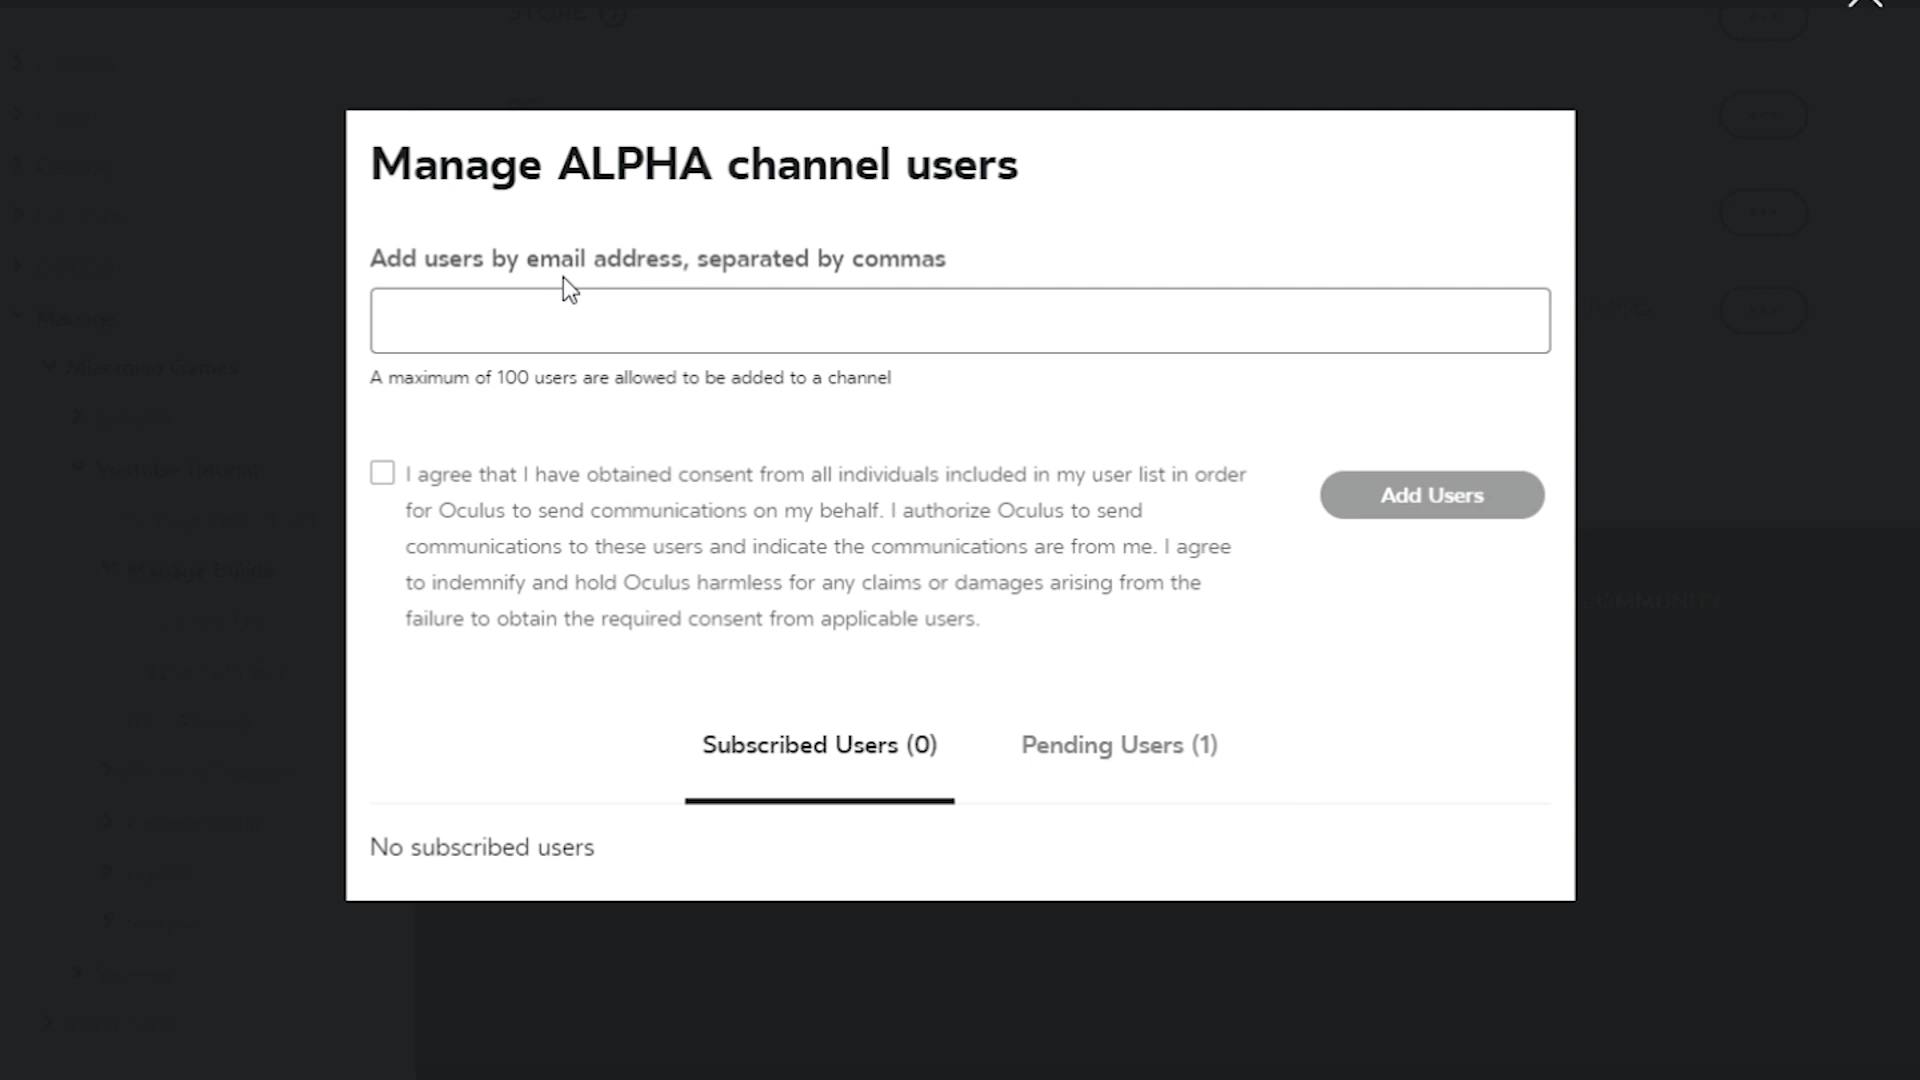 STORE
Manage ALPHA channel users
Add users by email address, separated by commas
A maximum of 100 users are allowed to be added to a channel
I agree that I have obtained consent from all individuals included in my user list in order
for Oculus to send communications on my behalf. I authorize Oculus to send
communications to these users and indicate the communications are from me. I agree
to indemnify and hold Oculus harmless for any claims or damages arising from the
failure to obtain the required consent from applicable users.
Add Users
Subscribed Users (0)
Pending Users (1)
No subscribed users
Manage Builds
COMMUNITY